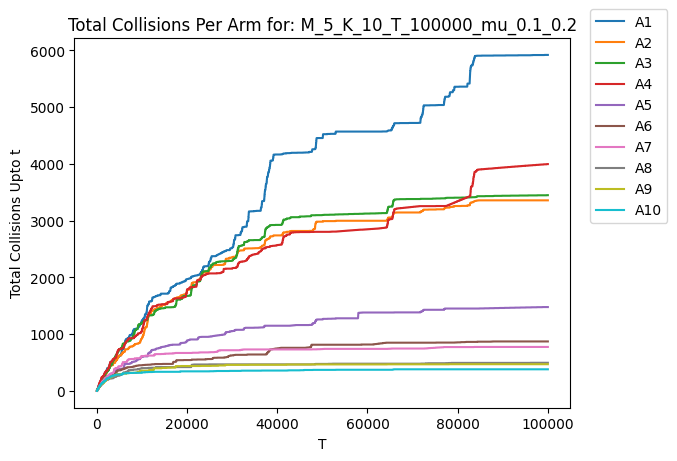 Total Collisions Per Arm for: M_5_K_10_T_100000_mu_0.1_0.2
Total Collisions Upto t
6000
5000
4000
3000
2000
1000
0
0 20000 40000 60000 80000 100000
T
A1
A2
A3
A4
A5
A6
A7
A8
A9
A10